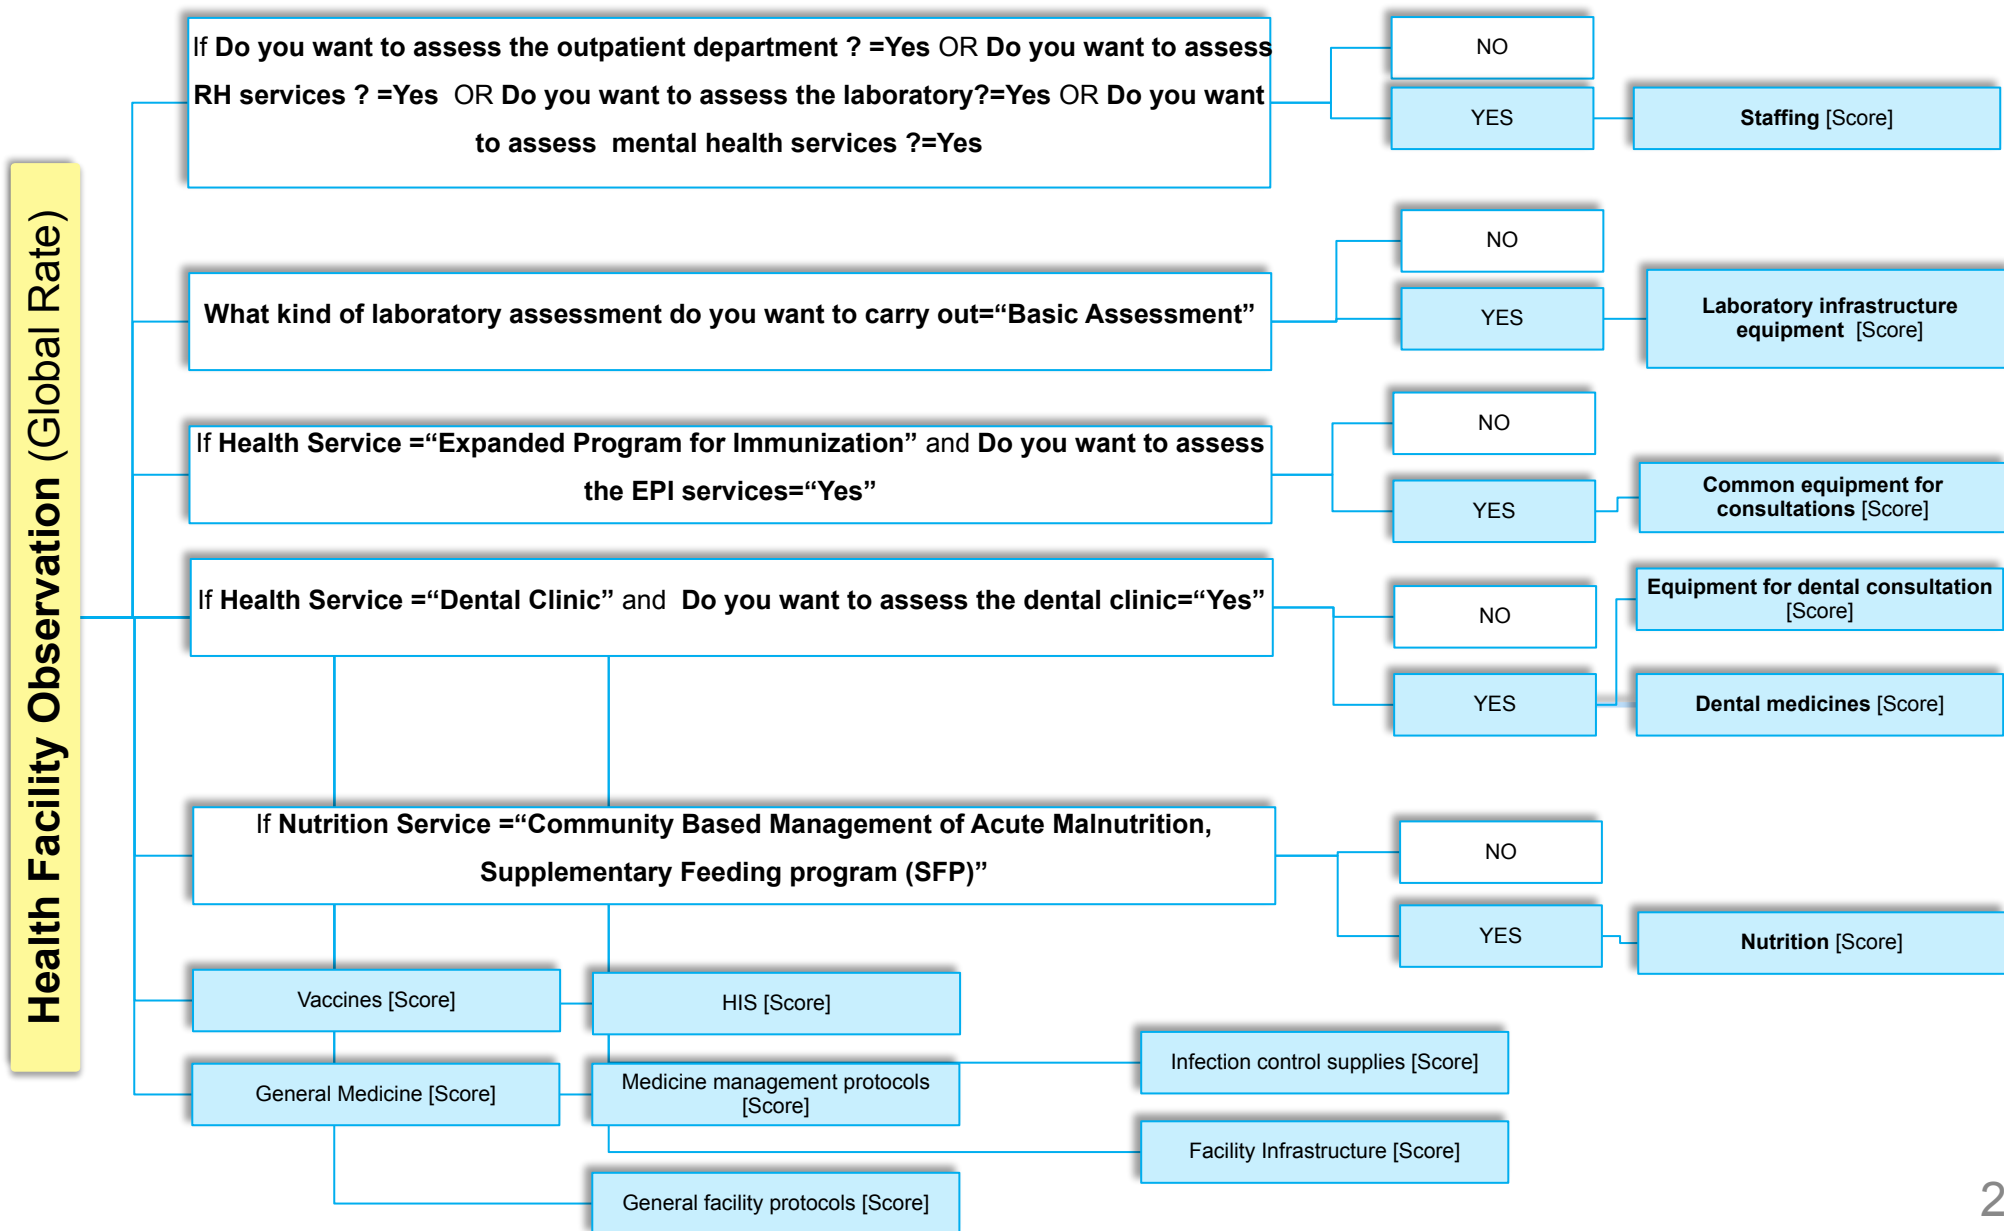 Health Facility Observation (Global Rate)
If Do you want to assess the outpatient department ? =Yes OR Do you want to assess
RH services ? =Yes  OR Do you want to assess the laboratory?=Yes OR Do you want
to assess  mental health services ?=Yes
NO
YES
Staffing [Score]
What kind of laboratory assessment do you want to carry out=“Basic Assessment”
NO
YES
Laboratory infrastructure
equipment  [Score]
If Health Service =“Expanded Program for Immunization” and Do you want to assess
the EPI services=“Yes”
NO
YES
Common equipment for
consultations [Score]
If Health Service =“Dental Clinic” and  Do you want to assess the dental clinic=“Yes”
NO
YES
Equipment for dental consultation
[Score]
Dental medicines [Score]
If Nutrition Service =“Community Based Management of Acute Malnutrition,
Supplementary Feeding program (SFP)”
NO
YES
Nutrition [Score]
Vaccines [Score]
HIS [Score]
General Medicine [Score]
Medicine management protocols
[Score]
Infection control supplies [Score]
Facility Infrastructure [Score]
General facility protocols [Score]
2